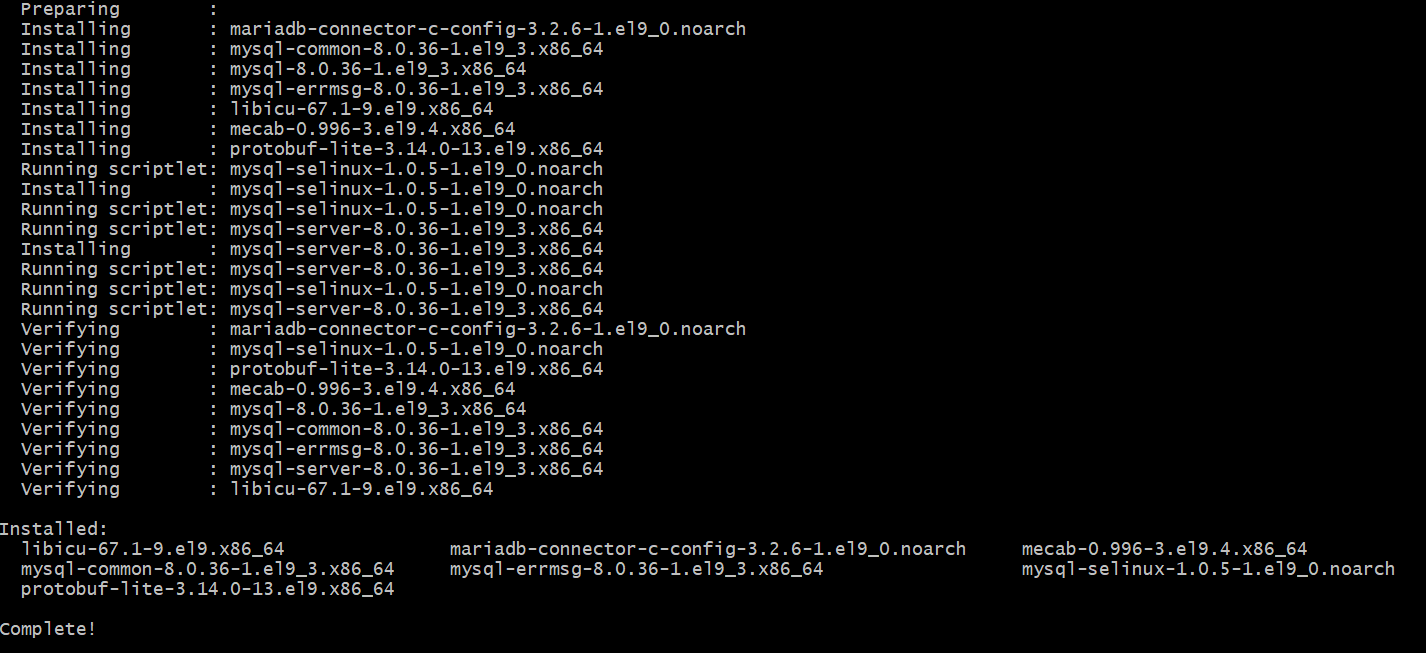 Preparing        :
Installing       : mariadb-connector-c-config-3.2.6-1.el9_0.noarch
Installing       : mysql-common-8.0.36-1.el9_3.x86_64
Installing       : mysql-8.0.36-1.el9_3.x86_64
Installing       : mysql-errmsg-8.0.36-1.el9_3.x86_64
Installing       : libicu-67.1-9.el9.x86_64
Installing       : mecab-0.996-3.el9.4.x86_64
Installing       : protobuf-lite-3.14.0-13.el9.x86_64
Running scriptlet: mysql-selinux-1.0.5-1.el9_0.noarch
Installing       : mysql-selinux-1.0.5-1.el9_0.noarch
Running scriptlet: mysql-selinux-1.0.5-1.el9_0.noarch
Running scriptlet: mysql-server-8.0.36-1.el9_3.x86_64
Installing       : mysql-server-8.0.36-1.el9_3.x86_64
Running scriptlet: mysql-server-8.0.36-1.el9_3.x86_64
Running scriptlet: mysql-selinux-1.0.5-1.el9_0.noarch
Running scriptlet: mysql-server-8.0.36-1.el9_3.x86_64
Verifying        : mariadb-connector-c-config-3.2.6-1.el9_0.noarch
Verifying        : mysql-selinux-1.0.5-1.el9_0.noarch
Verifying        : protobuf-lite-3.14.0-13.el9.x86_64
Verifying        : mecab-0.996-3.el9.4.x86_64
Verifying        : mysql-8.0.36-1.el9_3.x86_64
Verifying        : mysql-common-8.0.36-1.el9_3.x86_64
Verifying        : mysql-errmsg-8.0.36-1.el9_3.x86_64
Verifying        : mysql-server-8.0.36-1.el9_3.x86_64
Verifying        : libicu-67.1-9.el9.x86_64
Installed:
libicu-67.1-9.el9.x86_64 mariadb-connector-c-config-3.2.6-1.el9_0.noarch mecab-0.996-3.el9.4.x86_64
mysql-common-8.0.36-1.el9_3.x86_64 mysql-errmsg-8.0.36-1.el9_3.x86_64 mysql-selinux-1.0.5-1.el9_0.noarch
protobuf-lite-3.14.0-13.el9.x86_64
Complete!